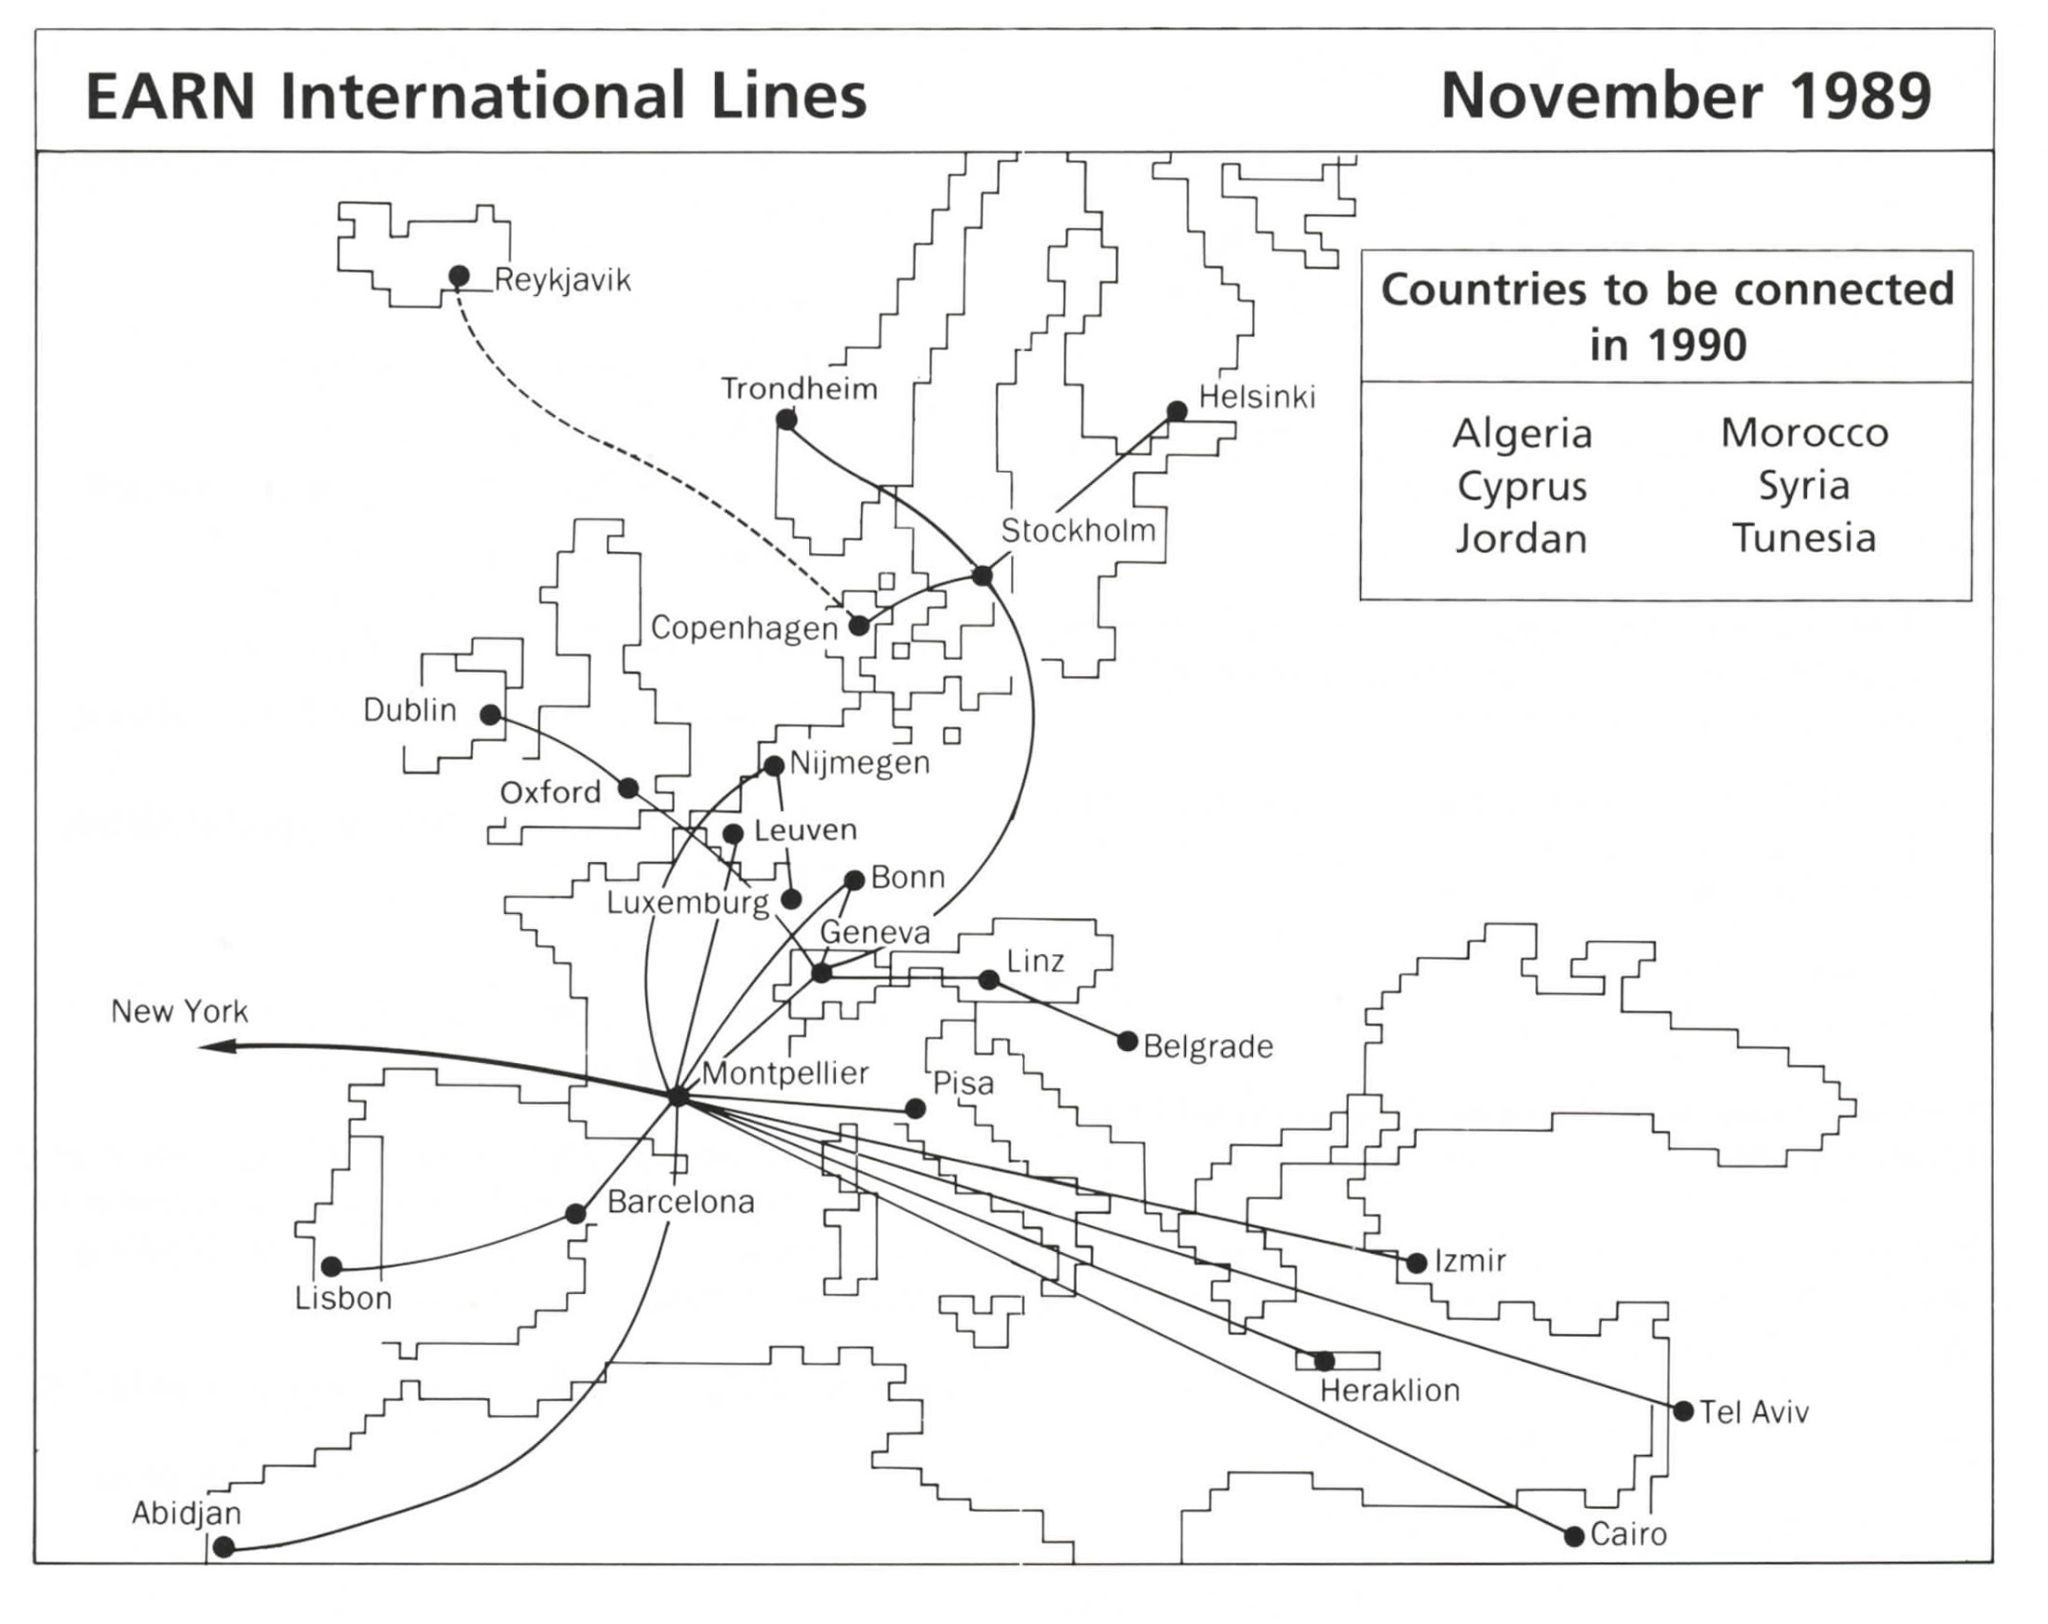 EARN International Lines
November 1989
Reykjavik
Countries to be connected
in 1990
Algeria Morocco
Cyprus Syria
Jordan Tunesia
Trondheim
Helsinki
Stockholm
Copenhagen
Dublin
Nijmegen
Oxford
Leuven
Bonn
Luxemburg
Geneva
Linz
New York
Belgrade
Montpellier
Pisa
Barcelona
Izmir
Lisbon
Heraklion
Tel Aviv
Abidjan
Cairo